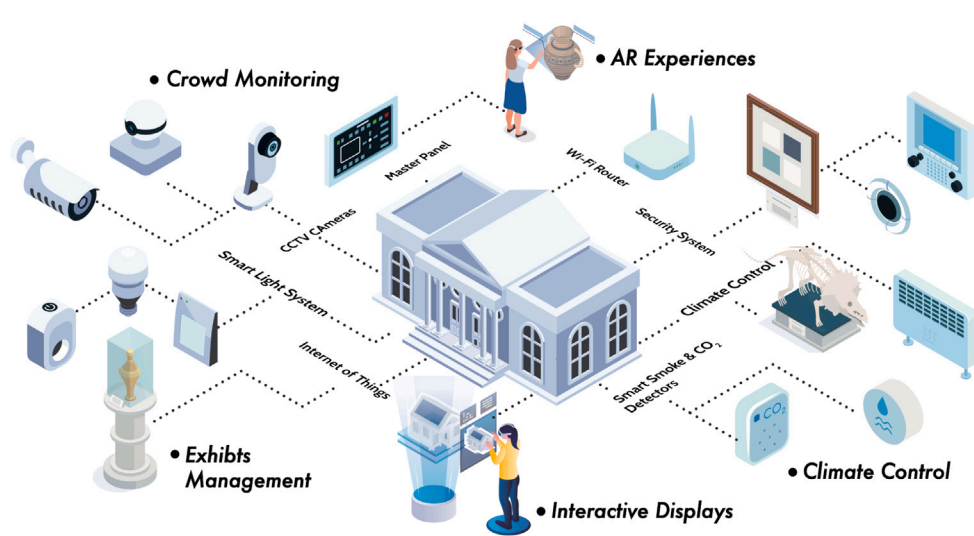 • AR Experiences
• Crowd Monitoring
Master Panel
Wi-Fi Router
CCTV CAmeras
Security System
Smart Light System
Climate Control
Internet of Things
Smart Smoke & CO₂
Detectors
CO₂
• Exhibts
Management
• Climate Control
• Interactive Displays